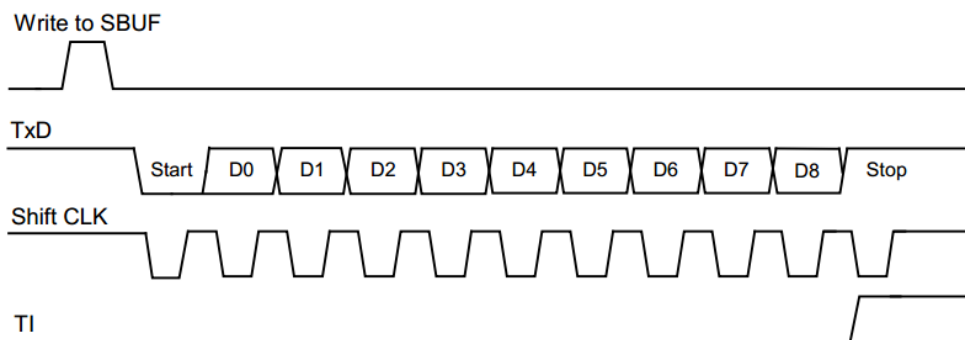 Write to SBUF
TxD
Start D0 D1 D2 D3 D4 D5 D6 D7 D8 Stop
Shift CLK
TI